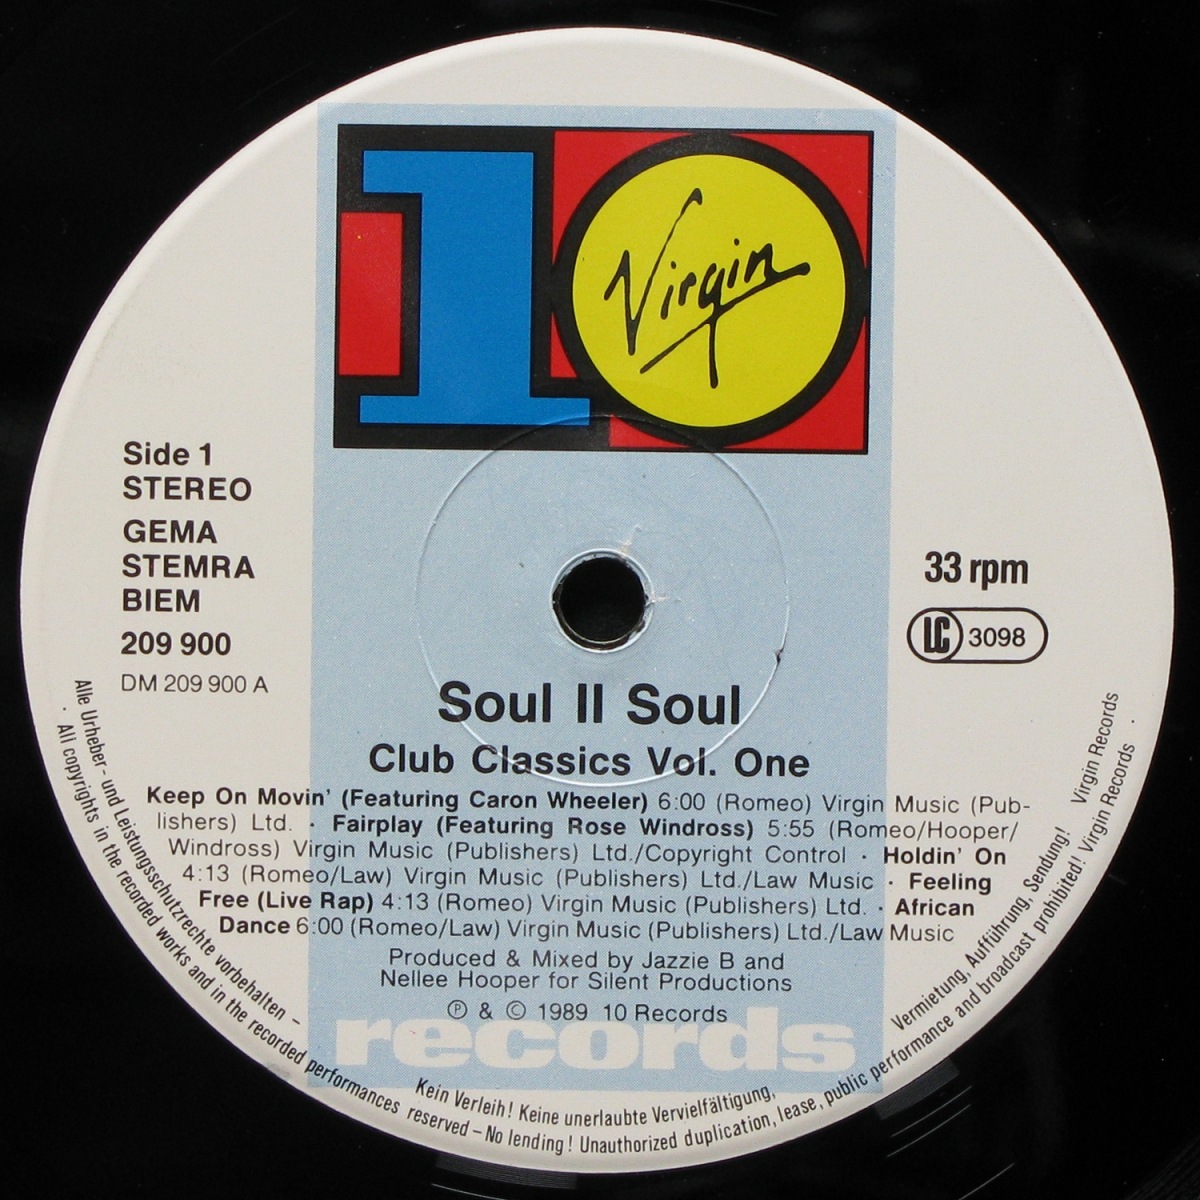 10
Virgin
Side 1
STEREO
GEMA
STEMRA
BIEM
209 900
DM 209 900 A
33 rpm
LC 3098
Soul II Soul
Club Classics Vol. One
Keep On Movin' (Featuring Caron Wheeler) 6:00 (Romeo) Virgin Music (Pub-
lishers) Ltd. · Fairplay (Featuring Rose Windross) 5:55 (Romeo/Hooper/
Windross) Virgin Music (Publishers) Ltd./Copyright Control · Holdin' On
4:13 (Romeo/Law) Virgin Music (Publishers) Ltd./Law Music · Feeling
Free (Live Rap) 4:13 (Romeo) Virgin Music (Publishers) Ltd. · African
Dance 6:00 (Romeo/Law) Virgin Music (Publishers) Ltd./Law Music
Produced & Mixed by Jazzie B and
Nellee Hooper for Silent Productions
℗ & © 1989 10 Records
records
Alle Urheber- und Leistungsschutzrechte vorbehalten – Kein Verleih! Keine unerlaubte Vervielfältigung, Vermietung, Aufführung, Sendung! Virgin Records
· All copyrights in the recorded works and in the recorded performances reserved – No lending! Unauthorized duplication, lease, public performance and broadcast prohibited! Virgin Records ·